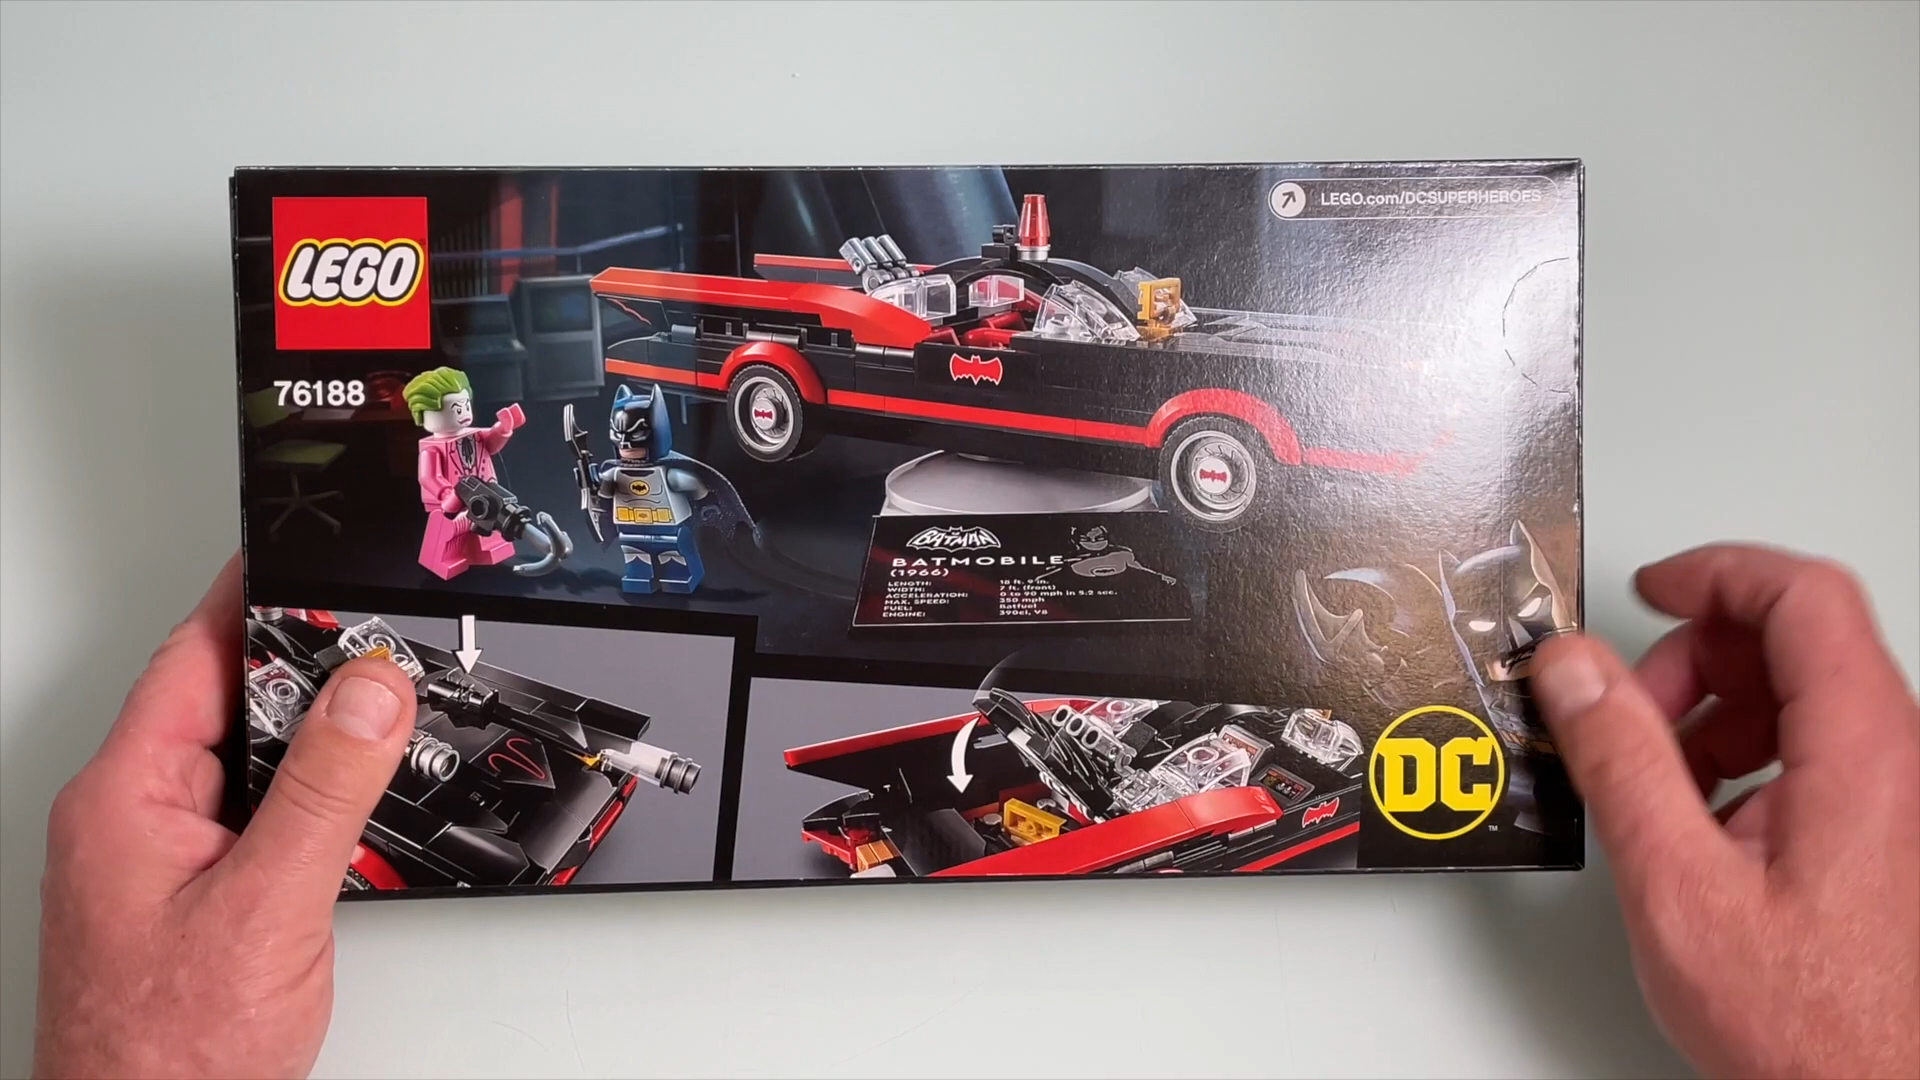 LEGO
76188
LEGO.com/DCSUPERHEROES
BATMAN
BATMOBILE
(1966)
LENGTH: 18 ft. 9 in.
WIDTH: 7 ft. (front)
ACCELERATION: 0 to 90 mph in 5.2 sec.
MAX. SPEED: 350 mph
FUEL: Batfuel
ENGINE: 390ci, V8
DC
TM